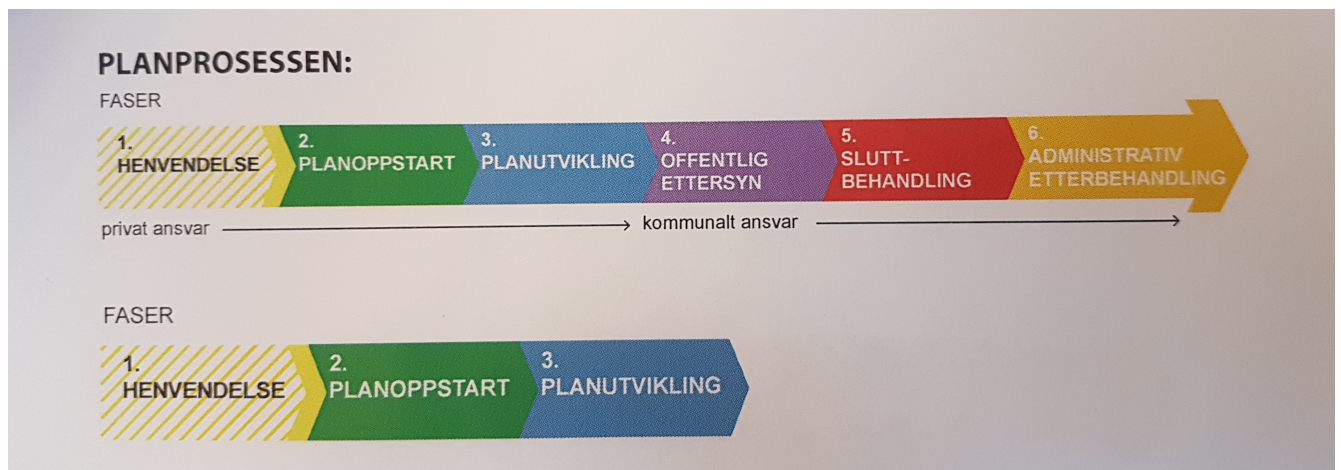 PLANPROSESSEN:
FASER
1.
HENVENDELSE
2.
PLANOPPSTART
3.
PLANUTVIKLING
4.
OFFENTLIG
ETTERSYN
5.
SLUTT-
BEHANDLING
6.
ADMINISTRATIV
ETTERBEHANDLING
privat ansvar
kommunalt ansvar
FASER
1.
HENVENDELSE
2.
PLANOPPSTART
3.
PLANUTVIKLING